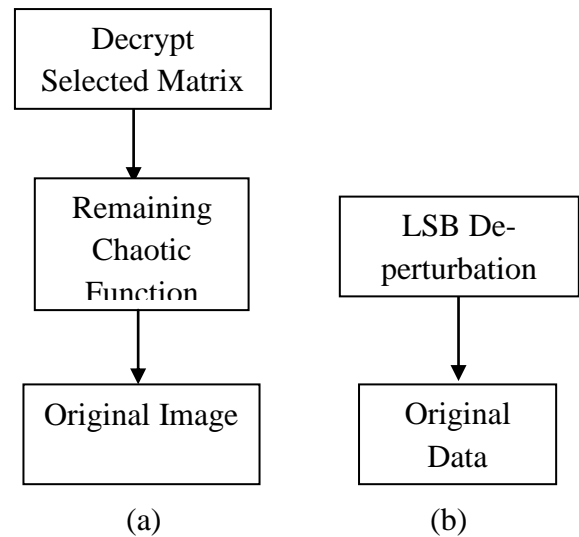 Decrypt
Selected Matrix
Remaining
Chaotic
Function
Original Image
(a)
LSB De-
perturbation
Original
Data
(b)